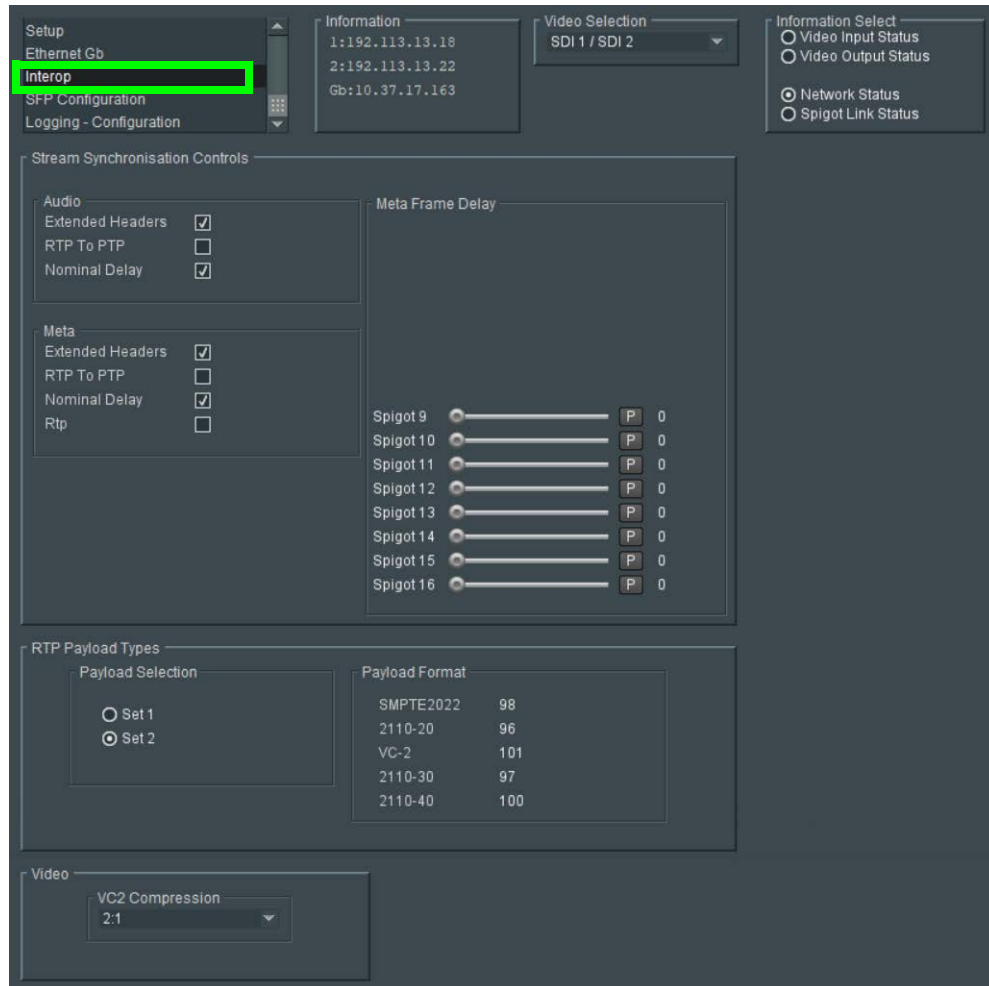 Setup
Ethernet Gb
Interop
SFP Configuration
Logging - Configuration
Information
1:192.113.13.18
2:192.113.13.22
Gb:10.37.17.163
Video Selection
SDI 1 / SDI 2
Information Select
Video Input Status
Video Output Status
Network Status
Spigot Link Status
Stream Synchronisation Controls
Audio
Extended Headers
RTP To PTP
Nominal Delay
Meta
Extended Headers
RTP To PTP
Nominal Delay
Rtp
Meta Frame Delay
Spigot 9 P 0
Spigot 10 P 0
Spigot 11 P 0
Spigot 12 P 0
Spigot 13 P 0
Spigot 14 P 0
Spigot 15 P 0
Spigot 16 P 0
RTP Payload Types
Payload Selection
Set 1
Set 2
Payload Format
SMPTE2022 98
2110-20 96
VC-2 101
2110-30 97
2110-40 100
Video
VC2 Compression
2:1